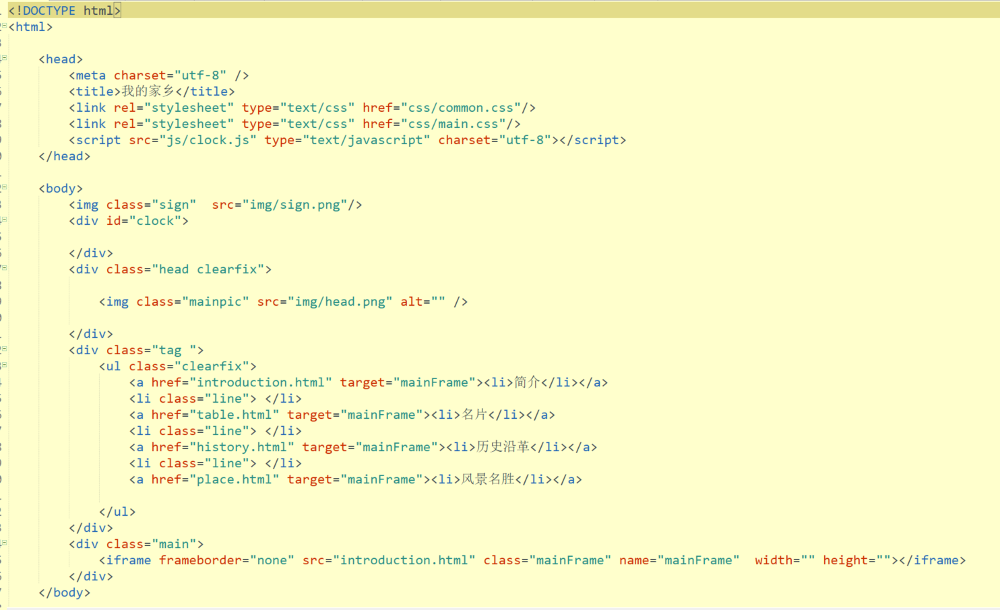 <!DOCTYPE html>
<html>
<head>
<meta charset="utf-8" />
<title>我的家乡</title>
<link rel="stylesheet" type="text/css" href="css/common.css"/>
<link rel="stylesheet" type="text/css" href="css/main.css"/>
<script src="js/clock.js" type="text/javascript" charset="utf-8"></script>
</head>
<body>
<img class="sign"  src="img/sign.png"/>
<div id="clock">
</div>
<div class="head clearfix">
<img class="mainpic" src="img/head.png" alt="" />
</div>
<div class="tag ">
<ul class="clearfix">
<a href="introduction.html" target="mainFrame"><li>简介</li></a>
<li class="line"> </li>
<a href="table.html" target="mainFrame"><li>名片</li></a>
<li class="line"> </li>
<a href="history.html" target="mainFrame"><li>历史沿革</li></a>
<li class="line"> </li>
<a href="place.html" target="mainFrame"><li>风景名胜</li></a>
</ul>
</div>
<div class="main">
<iframe frameborder="none" src="introduction.html" class="mainFrame" name="mainFrame"  width="" height=""></iframe>
</div>
</body>